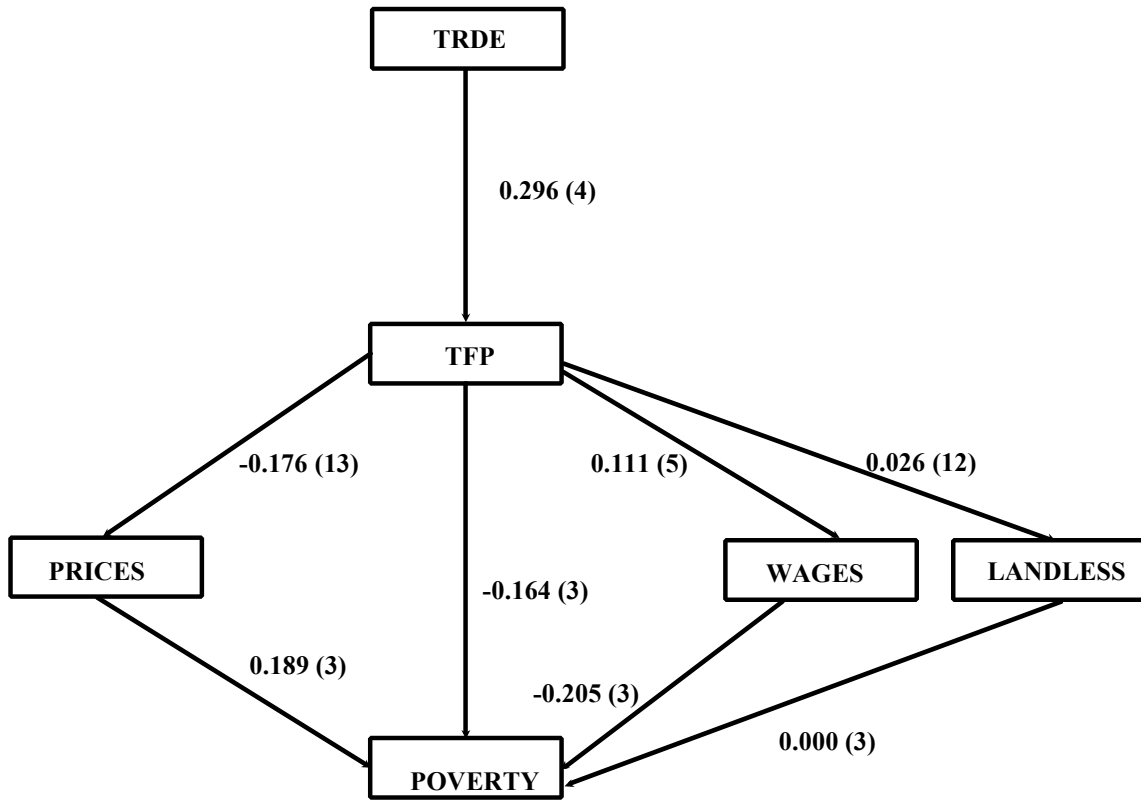 TRDE
0.296 (4)
TFP
-0.176 (13)
0.111 (5)
0.026 (12)
PRICES
-0.164 (3)
WAGES
LANDLESS
0.189 (3)
-0.205 (3)
0.000 (3)
POVERTY